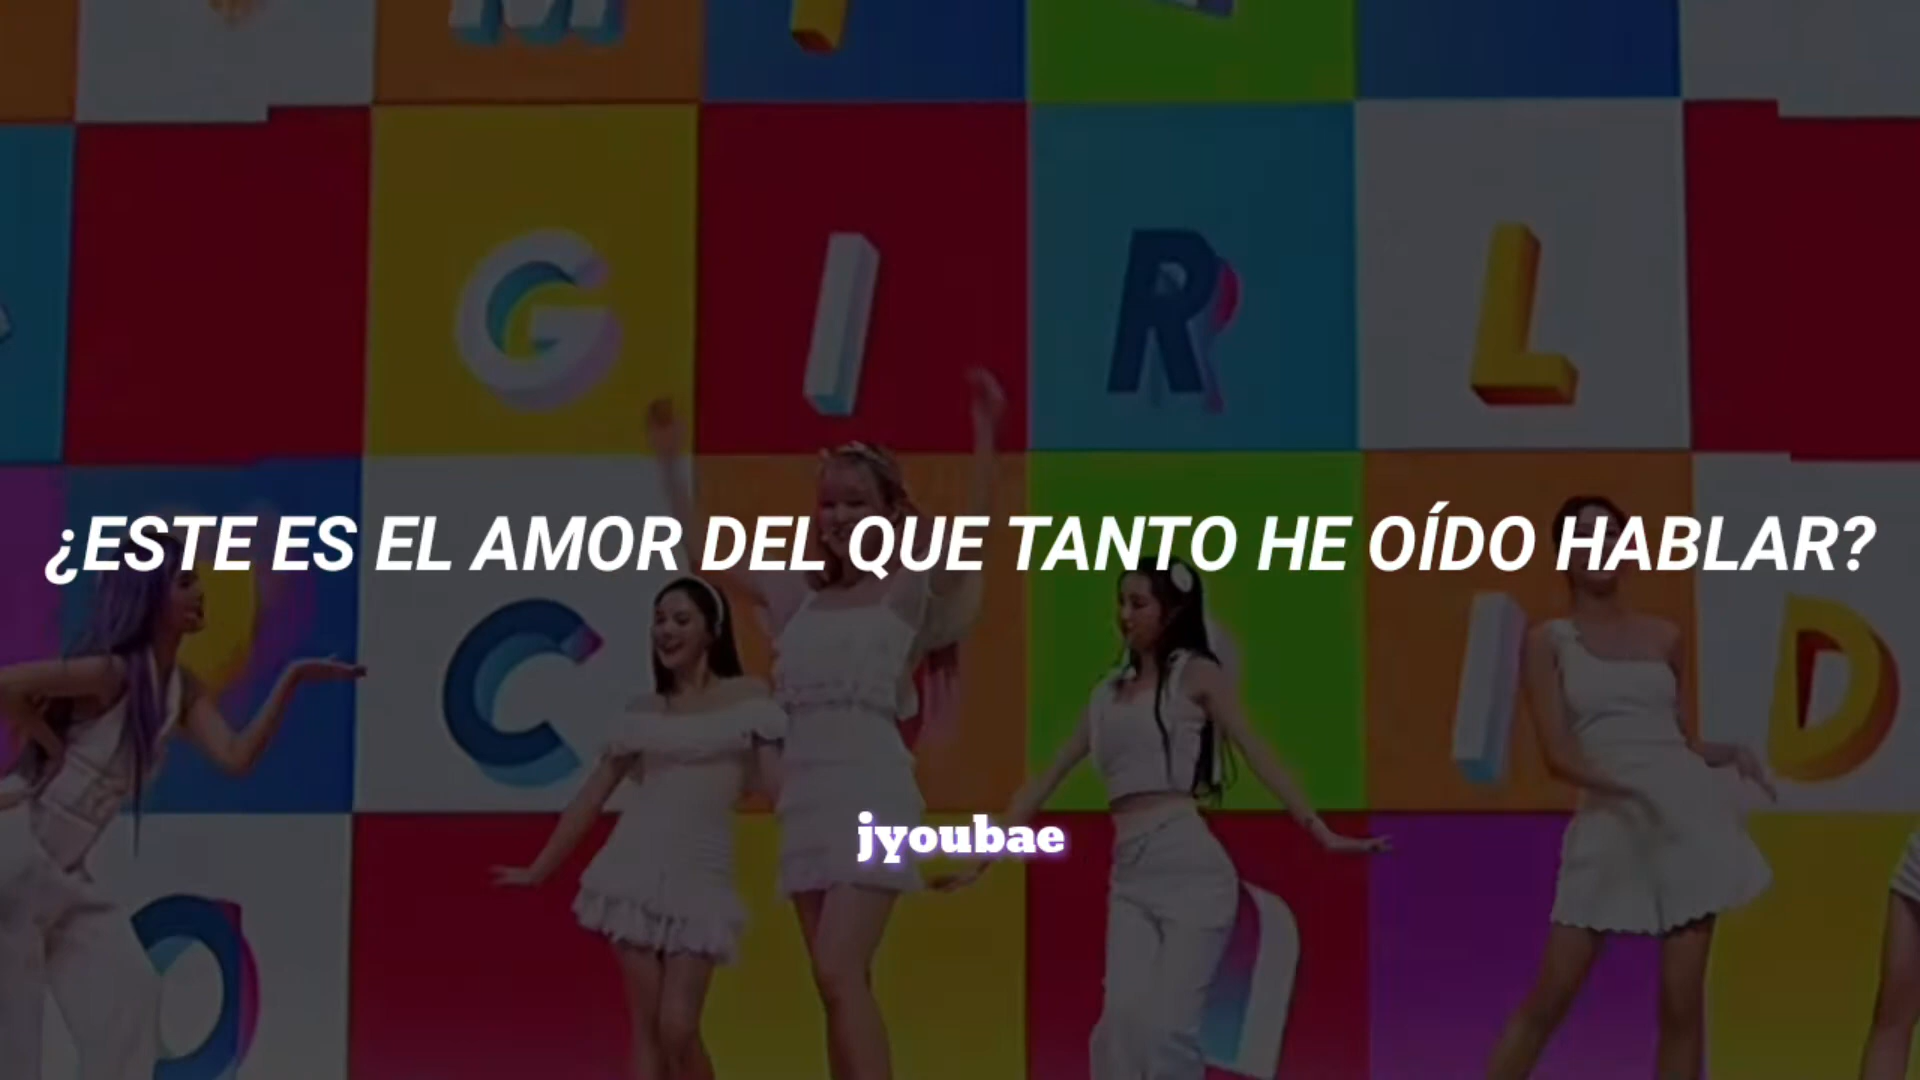 G I R L
¿ESTE ES EL AMOR DEL QUE TANTO HE OÍDO HABLAR?
C I D
jyoubae